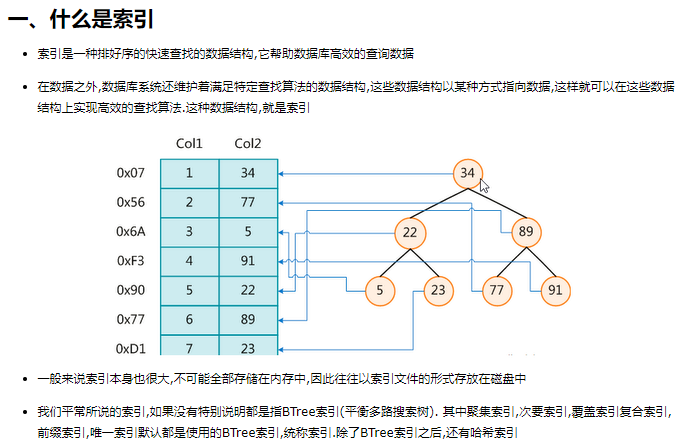 一、什么是索引
索引是一种排好序的快速查找的数据结构,它帮助数据库高效的查询数据
在数据之外,数据库系统还维护着满足特定查找算法的数据结构,这些数据结构以某种方式指向数据,这样就可以在这些数据
结构上实现高效的查找算法.这种数据结构,就是索引
Col1 Col2
0x07 1 34 34
0x56 2 77
0x6A 3 5 22 89
0xF3 4 91
0x90 5 22 5 23 77 91
0x77 6 89
0xD1 7 23
一般来说索引本身也很大,不可能全部存储在内存中,因此往往以索引文件的形式存放在磁盘中
我们平常所说的索引,如果没有特别说明都是指BTree索引(平衡多路搜索树). 其中聚集索引,次要索引,覆盖索引复合索引,
前缀索引,唯一索引默认都是使用的BTree索引,统称索引.除了BTree索引之后,还有哈希索引